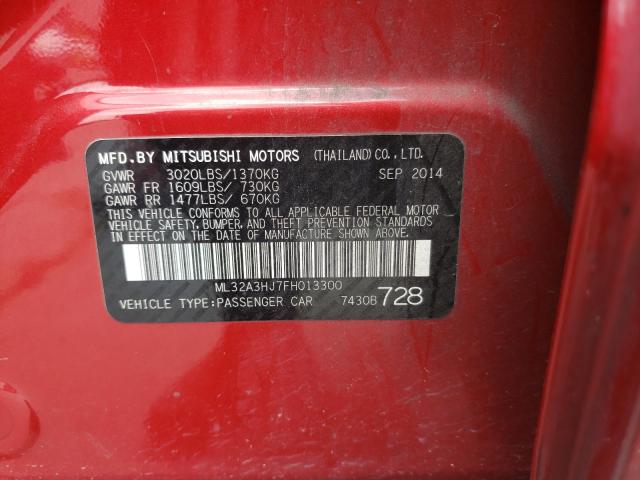 MFD.BY MITSUBISHI MOTORS (THAILAND) CO., LTD.
GVWR 3020LBS/1370KG SEP 2014
GAWR FR 1609LBS/ 730KG
GAWR RR 1477LBS/ 670KG
THIS VEHICLE CONFORMS TO ALL APPLICABLE FEDERAL MOTOR
VEHICLE SAFETY, BUMPER, AND THEFT PREVENTION STANDARDS
IN EFFECT ON THE DATE OF MANUFACTURE SHOWN ABOVE.
ML32A3HJ7FH013300
VEHICLE TYPE:PASSENGER CAR 7430B 728